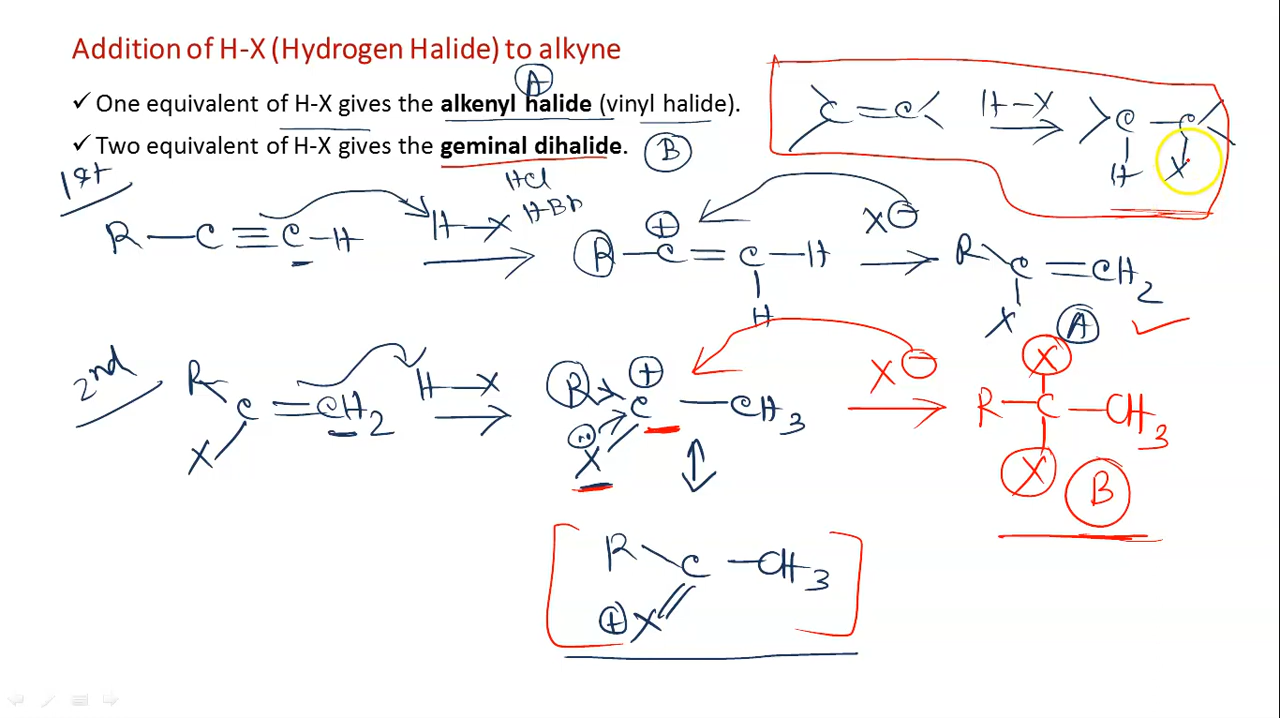 Addition of H-X (Hydrogen Halide) to alkyne
A
✓ One equivalent of H-X gives the alkenyl halide (vinyl halide).
✓ Two equivalent of H-X gives the geminal dihalide. B
C = C H-X C - C
H X
1st
HCl
H-Br
R-C≡C-H H-X R-C⊕=C-H X⊖ R C=CH2
H X A ✓
2nd
R C=CH2 H-X R C⊕-CH3 X⊖ X
X X R-C-CH3
X B
R C-CH3
⊕X